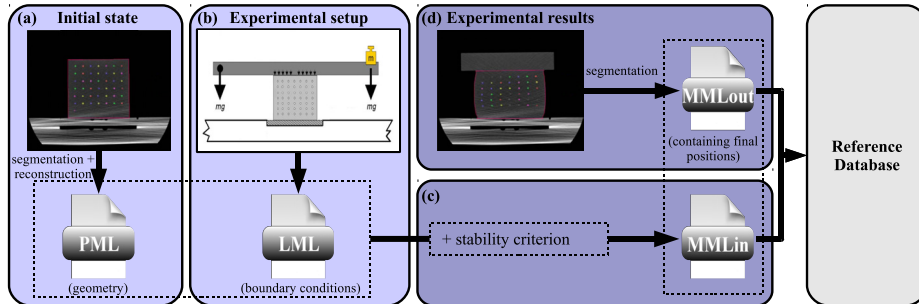 (a) Initial state
segmentation +
reconstruction
PML
(geometry)
(b) Experimental setup
m
mg
mg
LML
(boundary conditions)
(d) Experimental results
segmentation
MMLout
(containing final
positions)
(c)
+ stability criterion
MMLin
Reference
Database